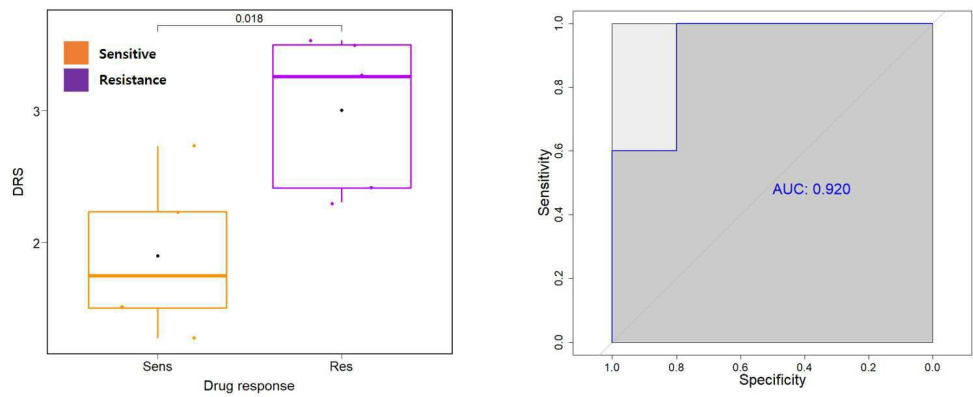 0.018
Sensitive
Resistance
3
2
DRS
Sens
Res
Drug response
1.0
0.8
0.6
0.4
0.2
0.0
Sensitivity
AUC: 0.920
1.0
0.8
0.6
0.4
0.2
0.0
Specificity